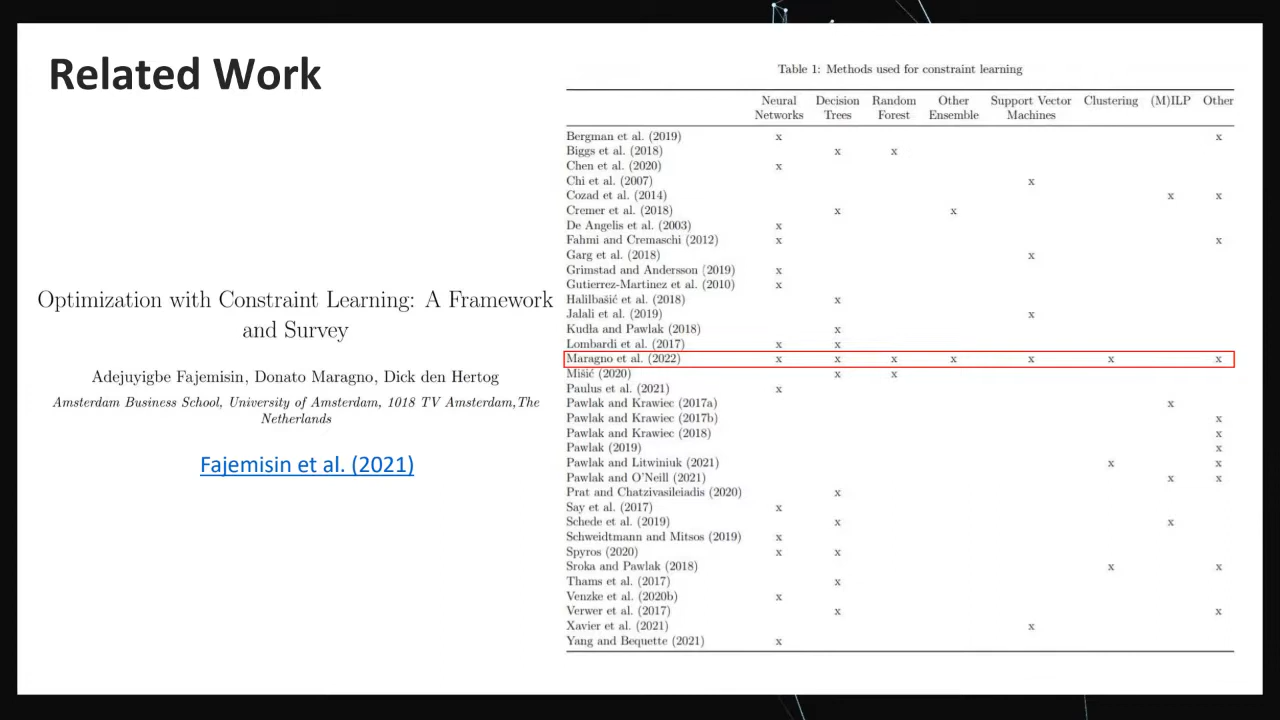 Related Work
Optimization with Constraint Learning: A Framework
and Survey
Adejuyigbe Fajemisin, Donato Maragno, Dick den Hertog
Amsterdam Business School, University of Amsterdam, 1018 TV Amsterdam,The
Netherlands
Fajemisin et al. (2021)
Table 1: Methods used for constraint learning
Neural Decision Random Other Support Vector Clustering (M)ILP Other
Networks Trees Forest Ensemble Machines
Bergman et al. (2019) x x
Biggs et al. (2018) x x
Chen et al. (2020) x
Chi et al. (2007) x
Cozad et al. (2014) x x
Cremer et al. (2018) x x
De Angelis et al. (2003) x
Fahmi and Cremaschi (2012) x x
Garg et al. (2018) x
Grimstad and Andersson (2019) x
Gutierrez-Martinez et al. (2010) x
Halilbašić et al. (2018) x
Jalali et al. (2019) x
Kudła and Pawlak (2018) x
Lombardi et al. (2017) x x
Maragno et al. (2022) x x x x x x x
Mišić (2020) x x
Paulus et al. (2021) x
Pawlak and Krawiec (2017a) x
Pawlak and Krawiec (2017b) x
Pawlak and Krawiec (2018) x
Pawlak (2019) x
Pawlak and Litwiniuk (2021) x x
Pawlak and O'Neill (2021) x x
Prat and Chatzivasileiadis (2020) x
Say et al. (2017) x
Schede et al. (2019) x x
Schweidtmann and Mitsos (2019) x
Spyros (2020) x x
Sroka and Pawlak (2018) x x
Thams et al. (2017) x
Venzke et al. (2020b) x
Verwer et al. (2017) x x
Xavier et al. (2021) x
Yang and Bequette (2021) x